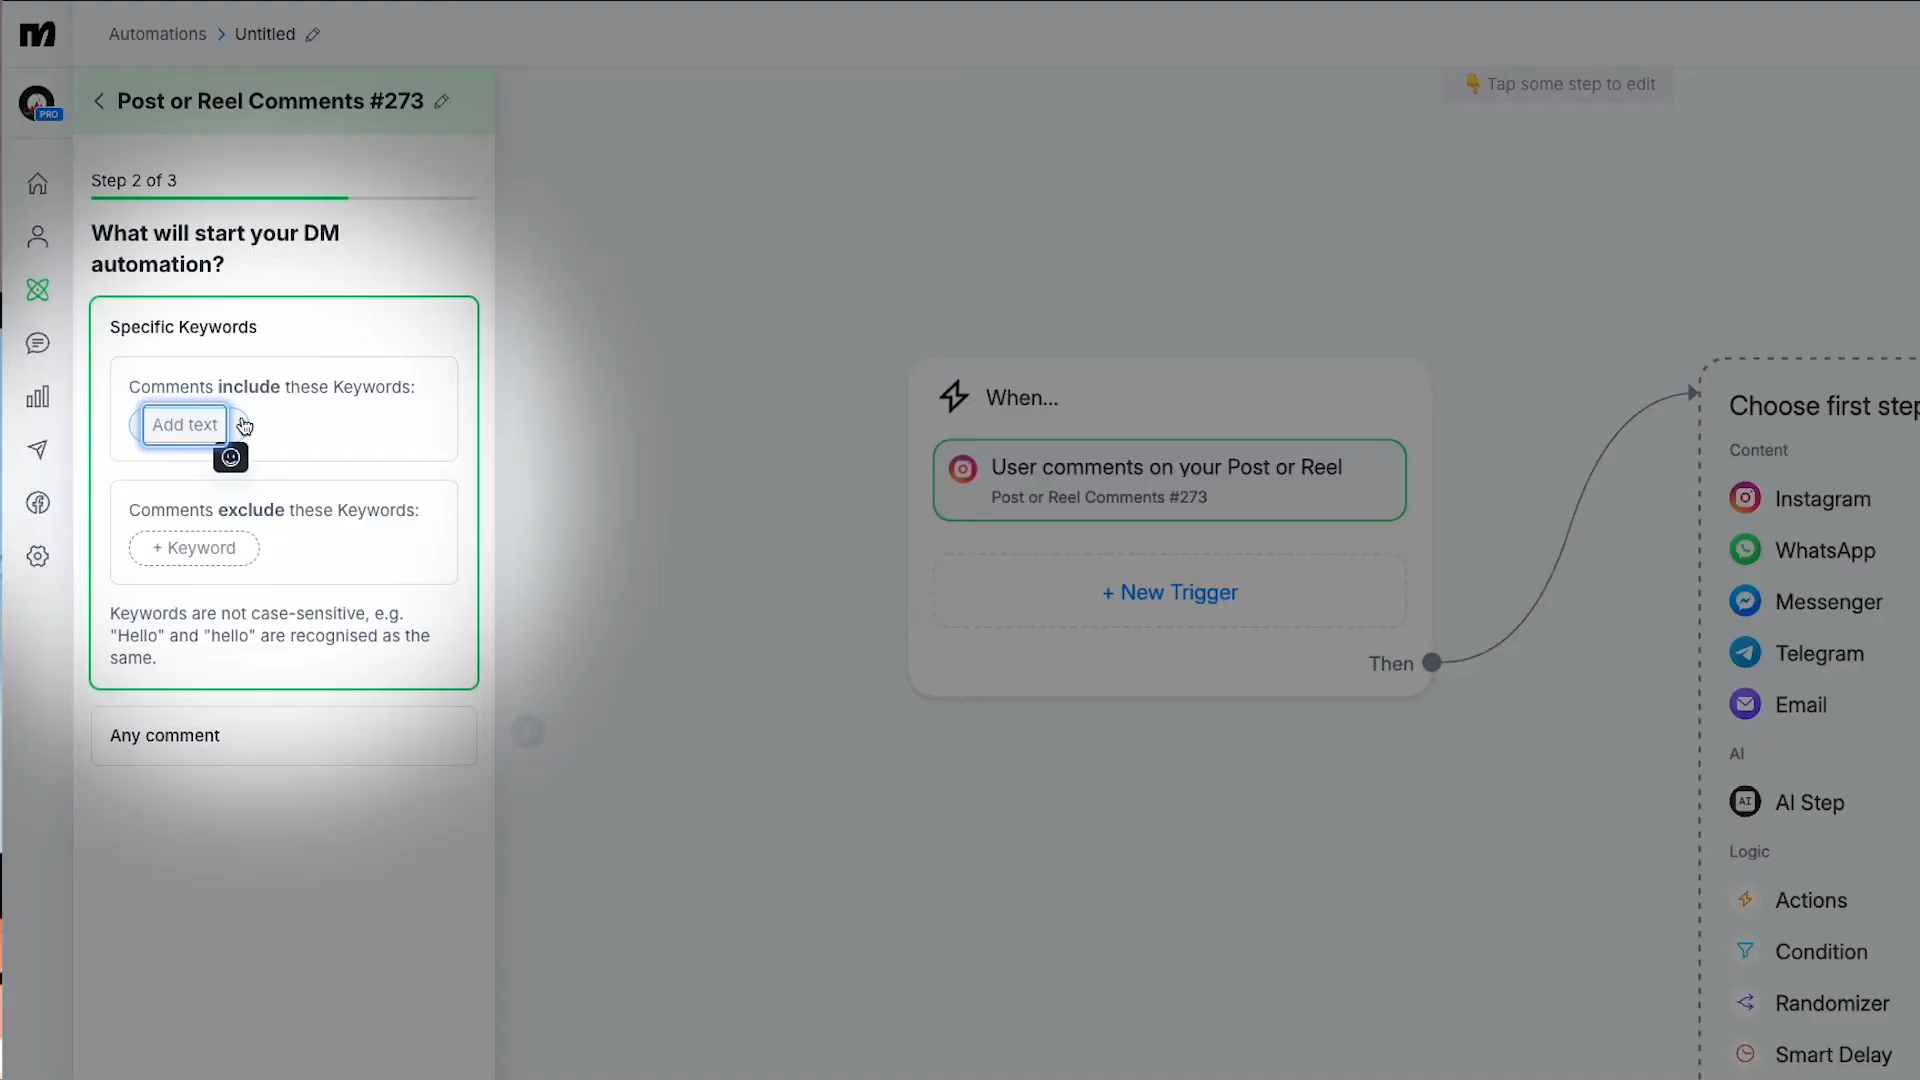 Automations > Untitled
PRO
Post or Reel Comments #273
Step 2 of 3
What will start your DM
automation?
Specific Keywords
Comments include these Keywords:
Add text
Comments exclude these Keywords:
+ Keyword
Keywords are not case-sensitive, e.g.
"Hello" and "hello" are recognised as the
same.
Any comment
Tap some step to edit
When...
User comments on your Post or Reel
Post or Reel Comments #273
+ New Trigger
Then
Choose first step
Content
Instagram
WhatsApp
Messenger
Telegram
Email
AI
AI
AI Step
Logic
Actions
Condition
Randomizer
Smart Delay